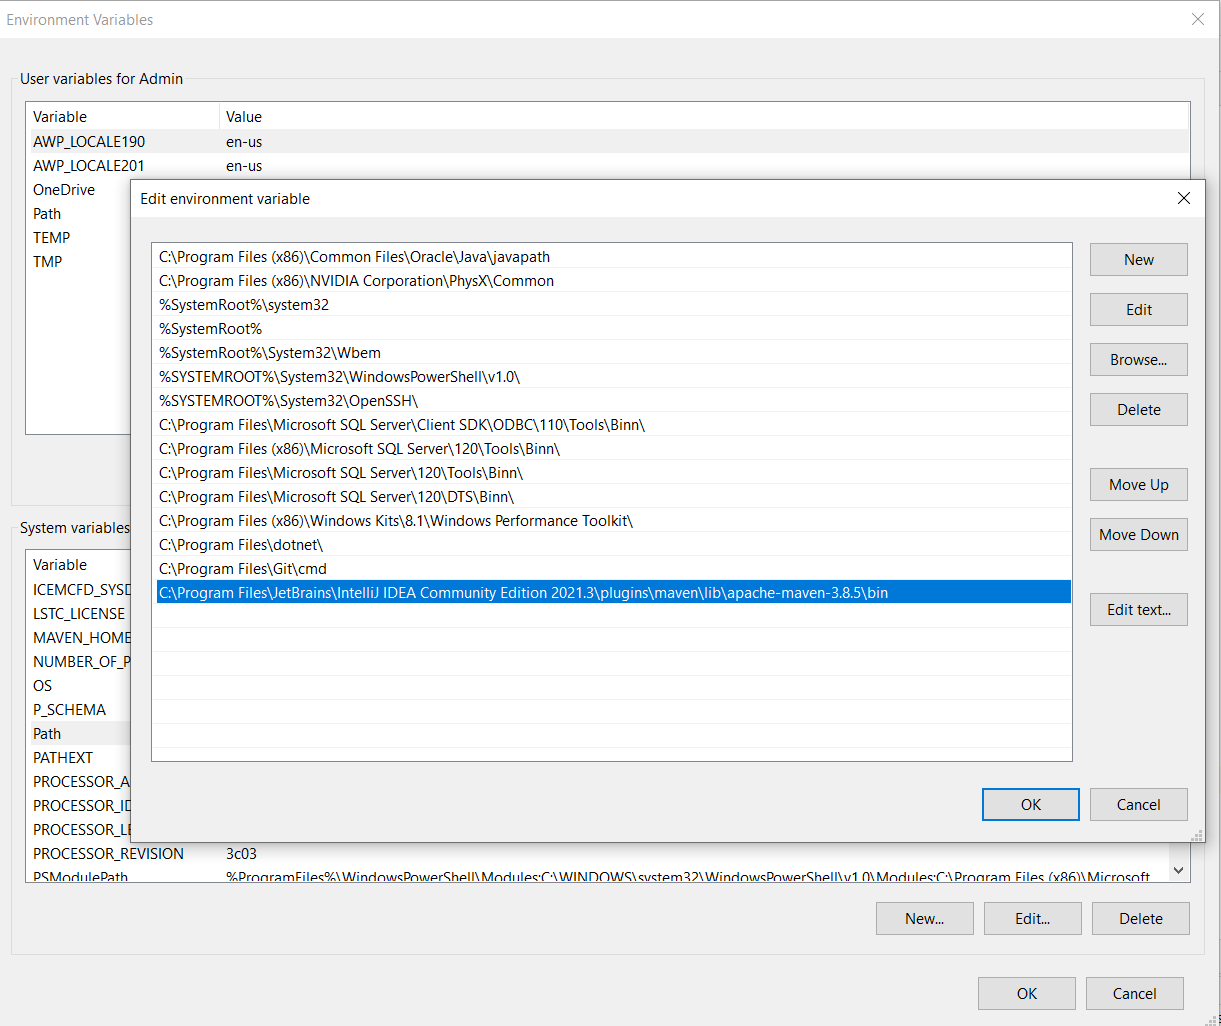 Environment Variables
User variables for Admin
Variable Value
AWP_LOCALE190 en-us
AWP_LOCALE201 en-us
OneDrive
Path
TEMP
TMP
Edit environment variable
C:\Program Files (x86)\Common Files\Oracle\Java\javapath
C:\Program Files (x86)\NVIDIA Corporation\PhysX\Common
%SystemRoot%\system32
%SystemRoot%
%SystemRoot%\System32\Wbem
%SYSTEMROOT%\System32\WindowsPowerShell\v1.0\
%SYSTEMROOT%\System32\OpenSSH\
C:\Program Files\Microsoft SQL Server\Client SDK\ODBC\110\Tools\Binn\
C:\Program Files (x86)\Microsoft SQL Server\120\Tools\Binn\
C:\Program Files\Microsoft SQL Server\120\Tools\Binn\
C:\Program Files\Microsoft SQL Server\120\DTS\Binn\
C:\Program Files (x86)\Windows Kits\8.1\Windows Performance Toolkit\
C:\Program Files\dotnet\
C:\Program Files\Git\cmd
C:\Program Files\JetBrains\IntelliJ IDEA Community Edition 2021.3\plugins\maven\lib\apache-maven-3.8.5\bin
New
Edit
Browse...
Delete
Move Up
Move Down
Edit text...
OK Cancel
System variables
Variable
ICEMCFD_SYSD
LSTC_LICENSE
MAVEN_HOME
NUMBER_OF_P
OS
P_SCHEMA
Path
PATHEXT
PROCESSOR_A
PROCESSOR_ID
PROCESSOR_LE
PROCESSOR_REVISION 3c03
PSModulePath %ProgramFiles%\WindowsPowerShell\Modules;C:\WINDOWS\system32\WindowsPowerShell\v1.0\Modules;C:\Program Files (x86)\Microsoft
New... Edit... Delete
OK Cancel